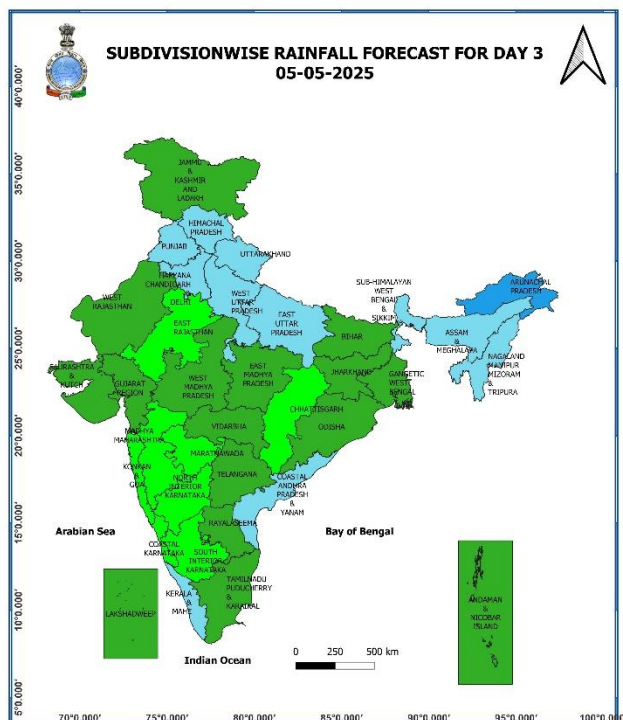 SUBDIVISIONWISE RAINFALL FORECAST FOR DAY 3
05-05-2025
40°0.000'
35°0.000'
30°0.000'
25°0.000'
20°0.000'
15°0.000'
10°0.000'
5°0.000'
JAMMU
&
KASHMIR
AND
LADAKH
HIMACHAL
PRADESH
PUNJAB
UTTARAKHAND
HARYANA
CHANDIGARH
DELHI
WEST
RAJASTHAN
EAST
RAJASTHAN
WEST
UTTAR
PRADESH
EAST
UTTAR
PRADESH
SUB-HIMALAYAN
WEST
BENGAL
&
SIKKIM
ARUNACHAL
PRADESH
ASSAM
&
MEGHALAYA
NAGALAND
MANIPUR
MIZORAM
&
TRIPURA
BIHAR
JHARKHAND
GANGETIC
WEST
BENGAL
SAURASHTRA
&
KUTCH
GUJARAT
REGION
WEST
MADHYA
PRADESH
EAST
MADHYA
PRADESH
CHHATTISGARH
ODISHA
VIDARBHA
MADHYA
MAHARASHTRA
MARATHAWADA
KONKAN
&
GOA
NORTH
INTERIOR
KARNATAKA
TELANGANA
COASTAL
ANDHRA
PRADESH
&
YANAM
RAYALASEEMA
COASTAL
KARNATAKA
SOUTH
INTERIOR
KARNATAKA
TAMILNADU
PUDUCHERRY
&
KARAIKAL
KERALA
&
MAHE
LAKSHADWEEP
ANDAMAN
&
NICOBAR
ISLAND
Arabian Sea
Bay of Bengal
Indian Ocean
0 250 500 km
70°0.000' 75°0.000' 80°0.000' 85°0.000' 90°0.000' 95°0.000' 100°0.000'